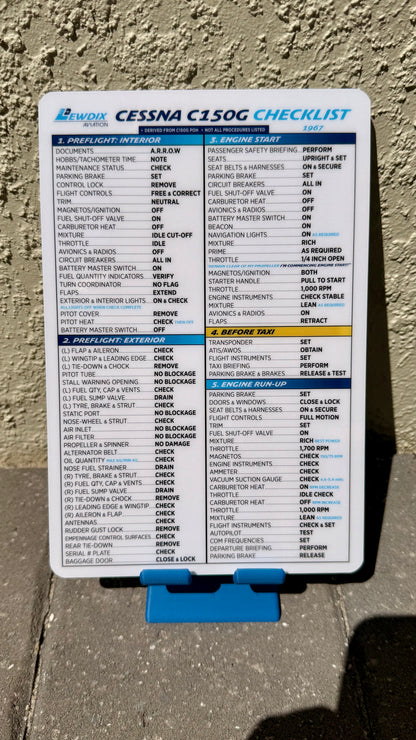 LEWDIX
AVIATION
CESSNA C150G CHECKLIST
• DERIVED FROM C150G POH • NOT ALL PROCEDURES LISTED
1967
1. PREFLIGHT: INTERIOR
DOCUMENTS A.R.R.O.W
HOBBS/TACHOMETER TIME NOTE
MAINTENANCE STATUS CHECK
PARKING BRAKE SET
CONTROL LOCK REMOVE
FLIGHT CONTROLS FREE & CORRECT
TRIM NEUTRAL
MAGNETOS/IGNITION OFF
FUEL SHUT-OFF VALVE ON
CARBURETOR HEAT OFF
MIXTURE IDLE CUT-OFF
THROTTLE IDLE
AVIONICS & RADIOS OFF
CIRCUIT BREAKERS ALL IN
BATTERY MASTER SWITCH ON
FUEL QUANTITY INDICATORS VERIFY
TURN COORDINATOR NO FLAG
FLAPS EXTEND
EXTERIOR & INTERIOR LIGHTS ON & CHECK
PITOT COVER REMOVE
PITOT HEAT CHECK THEN OFF
BATTERY MASTER SWITCH OFF
2. PREFLIGHT: EXTERIOR
(L) FLAP & AILERON CHECK
(L) WINGTIP & LEADING EDGE CHECK
(L) TIE-DOWN & CHOCK REMOVE
PITOT TUBE NO BLOCKAGE
STALL WARNING OPENING NO BLOCKAGE
(L) FUEL QTY, CAP & VENTS CHECK
(L) FUEL SUMP VALVE DRAIN
(L) TYRE, BRAKE & STRUT CHECK
STATIC PORT NO BLOCKAGE
NOSE-WHEEL & STRUT CHECK
AIR INLET NO BLOCKAGE
AIR FILTER NO BLOCKAGE
PROPELLER & SPINNER NO DAMAGE
ALTERNATOR BELT CHECK
OIL QUANTITY CHECK
NOSE FUEL STRAINER DRAIN
(R) TYRE, BRAKE & STRUT CHECK
(R) FUEL QTY, CAP & VENTS CHECK
(R) FUEL SUMP VALVE DRAIN
(R) TIE-DOWN & CHOCK REMOVE
(R) LEADING EDGE & WINGTIP CHECK
(R) AILERON & FLAP CHECK
ANTENNAS CHECK
RUDDER GUST LOCK REMOVE
EMPENNAGE CONTROL SURFACES CHECK
REAR TIE-DOWN REMOVE
SERIAL # PLATE CHECK
BAGGAGE DOOR CLOSE & LOCK
3. ENGINE START
PASSENGER SAFETY BRIEFING PERFORM
SEATS UPRIGHT & SET
SEAT BELTS & HARNESSES ON & SECURE
PARKING BRAKE SET
CIRCUIT BREAKERS ALL IN
FUEL SHUT-OFF VALVE ON
CARBURETOR HEAT OFF
AVIONICS & RADIOS OFF
BATTERY MASTER SWITCH ON
BEACON ON
NAVIGATION LIGHTS ON AS REQUIRED
MIXTURE RICH
PRIME AS REQUIRED
THROTTLE 1/4 INCH OPEN
MAGNETOS/IGNITION BOTH
STARTER HANDLE PULL TO START
THROTTLE 1,000 RPM
ENGINE INSTRUMENTS CHECK STABLE
MIXTURE LEAN AS REQUIRED
AVIONICS & RADIOS ON
FLAPS RETRACT
4. BEFORE TAXI
TRANSPONDER SET
ATIS/AWOS OBTAIN
FLIGHT INSTRUMENTS SET
TAXI BRIEFING PERFORM
PARKING BRAKE & BRAKES RELEASE & TEST
5. ENGINE RUN-UP
PARKING BRAKE SET
DOORS & WINDOWS CLOSE & LOCK
SEAT BELTS & HARNESSES ON & SECURE
FLIGHT CONTROLS FULL MOTION
TRIM SET
FUEL SHUT-OFF VALVE ON
MIXTURE RICH BEST POWER
THROTTLE 1,700 RPM
MAGNETOS CHECK
ENGINE INSTRUMENTS CHECK
AMMETER CHECK
VACUUM SUCTION GAUGE CHECK
CARBURETOR HEAT ON RPM DECREASE
THROTTLE IDLE CHECK
CARBURETOR HEAT OFF RPM INCREASE
THROTTLE 1,000 RPM
MIXTURE LEAN AS REQUIRED
FLIGHT INSTRUMENTS CHECK & SET
AUTOPILOT TEST
COM FREQUENCIES SET
DEPARTURE BRIEFING PERFORM
PARKING BRAKE RELEASE